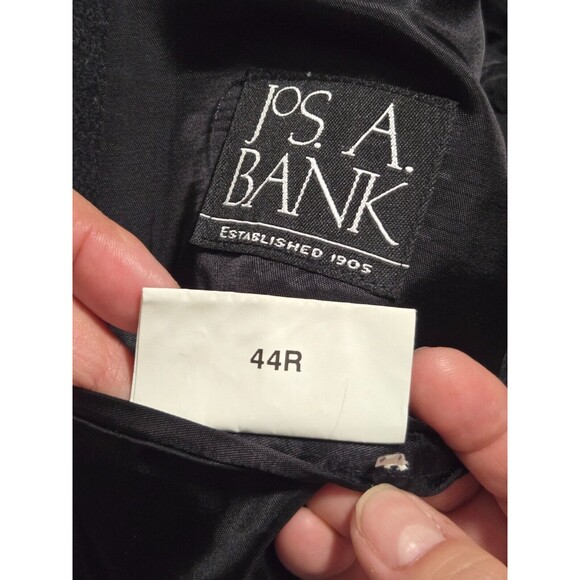 JOS. A.
BANK
ESTABLISHED 1905
44R